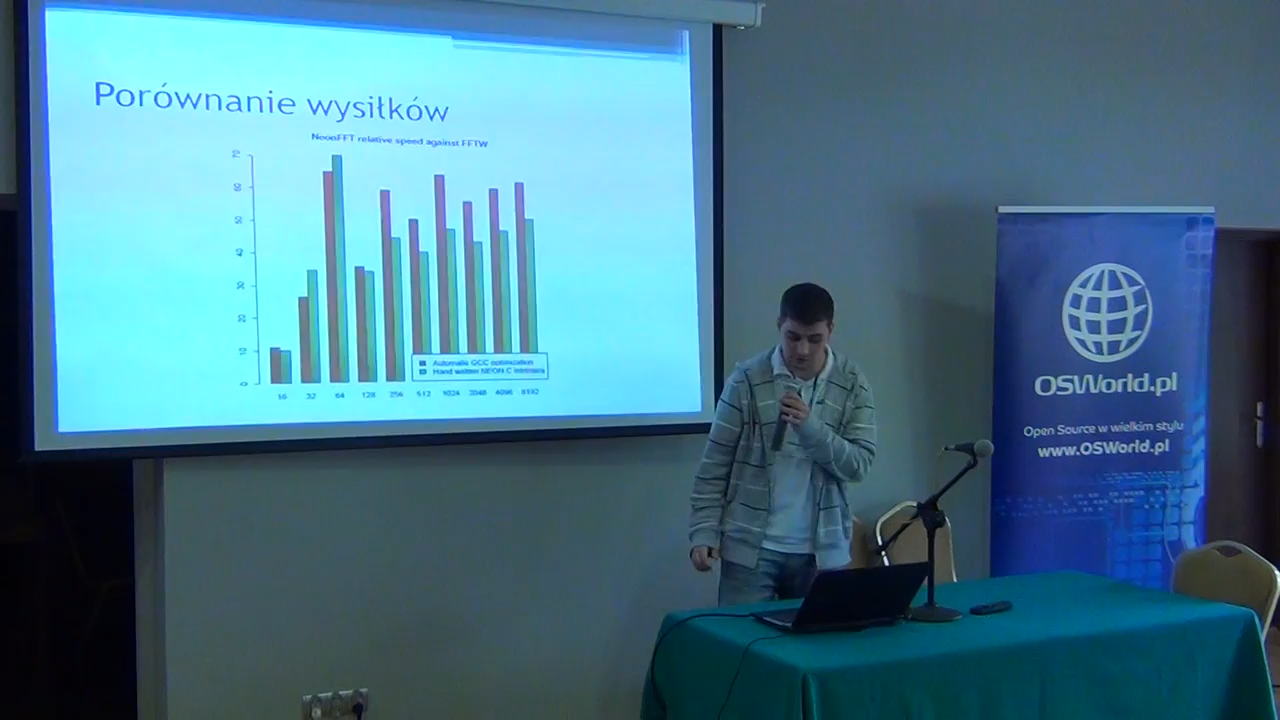 Porównanie wysiłków
NeonFFT relative speed against FFTW
70
60
50
40
30
20
10
0
16 32 64 128 256 512 1024 2048 4096 8192
Automatic GCC optimization
Hand written NEON C intrinsics
OSWorld.pl
Open Source w wielkim stylu
www.OSWorld.pl